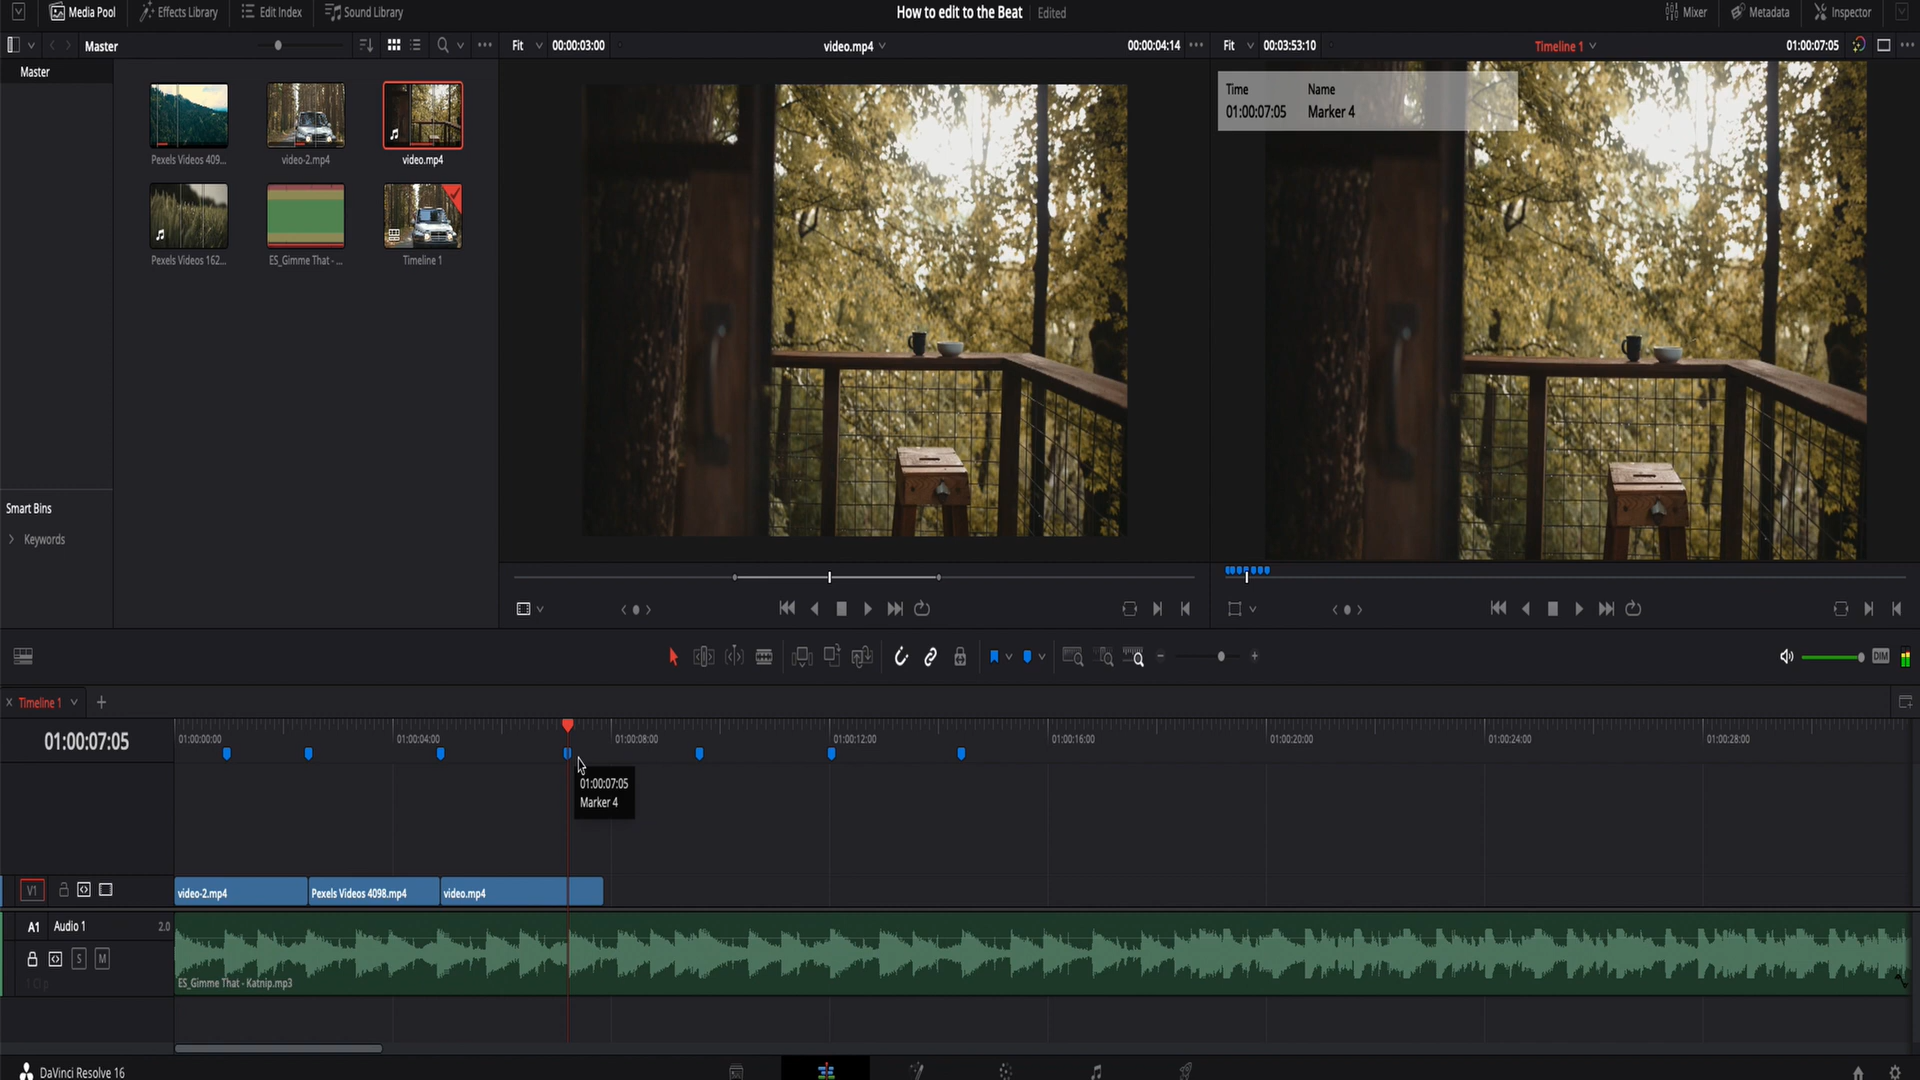 Media Pool
Effects Library
Edit Index
Sound Library
How to edit to the Beat
Edited
Mixer
Metadata
Inspector
Master
Fit
00:00:03:00
video.mp4
00:00:04:14
Fit
00:03:53:10
Timeline 1
01:00:07:05
Master
Time
Name
01:00:07:05
Marker 4
Pexels Videos 409...
video-2.mp4
video.mp4
Pexels Videos 162...
ES_Gimme That - ...
Timeline 1
Smart Bins
Keywords
DIM
Timeline 1
01:00:07:05
01:00:00:00
01:00:04:00
01:00:08:00
01:00:12:00
01:00:16:00
01:00:20:00
01:00:24:00
01:00:28:00
01:00:07:05
Marker 4
V1
video-2.mp4
Pexels Videos 4098.mp4
video.mp4
A1
Audio 1
2.0
S
M
ES_Gimme That - Katnip.mp3
DaVinci Resolve 16